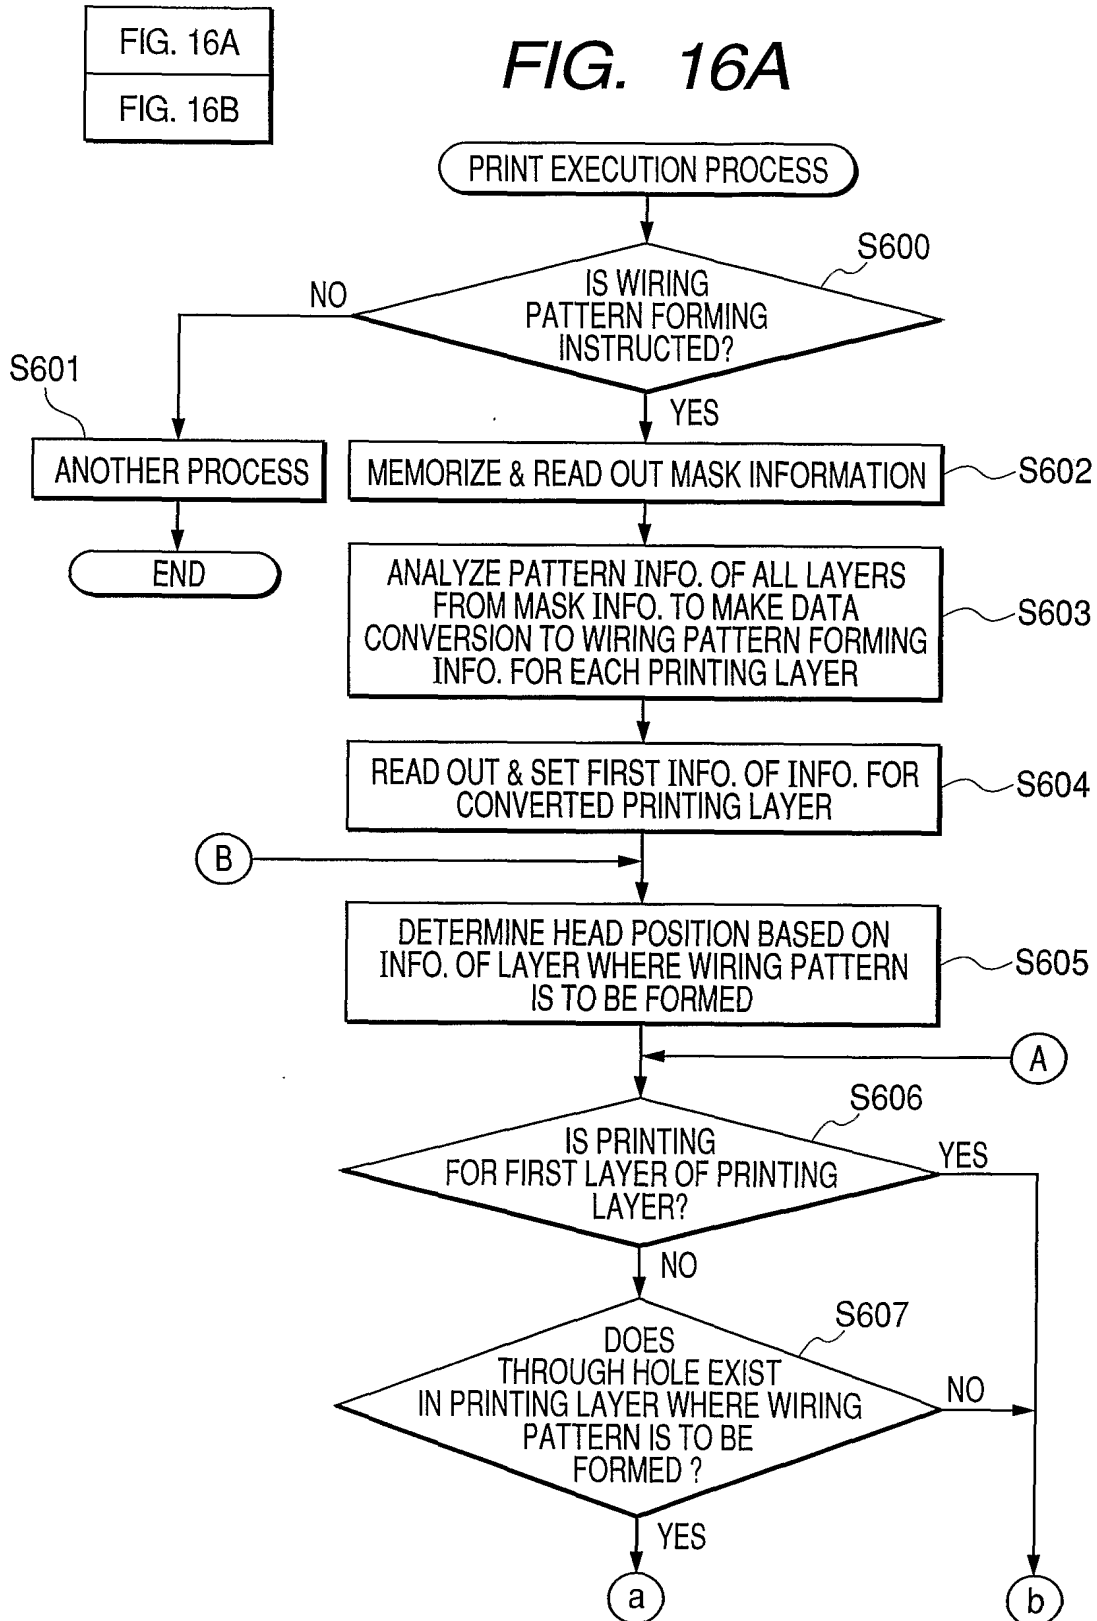 FIG. 16A
FIG. 16B
FIG. 16A
PRINT EXECUTION PROCESS
S600
IS WIRING
PATTERN FORMING
INSTRUCTED?
NO
YES
S601
ANOTHER PROCESS
END
MEMORIZE & READ OUT MASK INFORMATION
S602
ANALYZE PATTERN INFO. OF ALL LAYERS
FROM MASK INFO. TO MAKE DATA
CONVERSION TO WIRING PATTERN FORMING
INFO. FOR EACH PRINTING LAYER
S603
READ OUT & SET FIRST INFO. OF INFO. FOR
CONVERTED PRINTING LAYER
S604
B
DETERMINE HEAD POSITION BASED ON
INFO. OF LAYER WHERE WIRING PATTERN
IS TO BE FORMED
S605
A
S606
IS PRINTING
FOR FIRST LAYER OF PRINTING
LAYER?
YES
NO
S607
DOES
THROUGH HOLE EXIST
IN PRINTING LAYER WHERE WIRING
PATTERN IS TO BE
FORMED ?
NO
YES
a
b